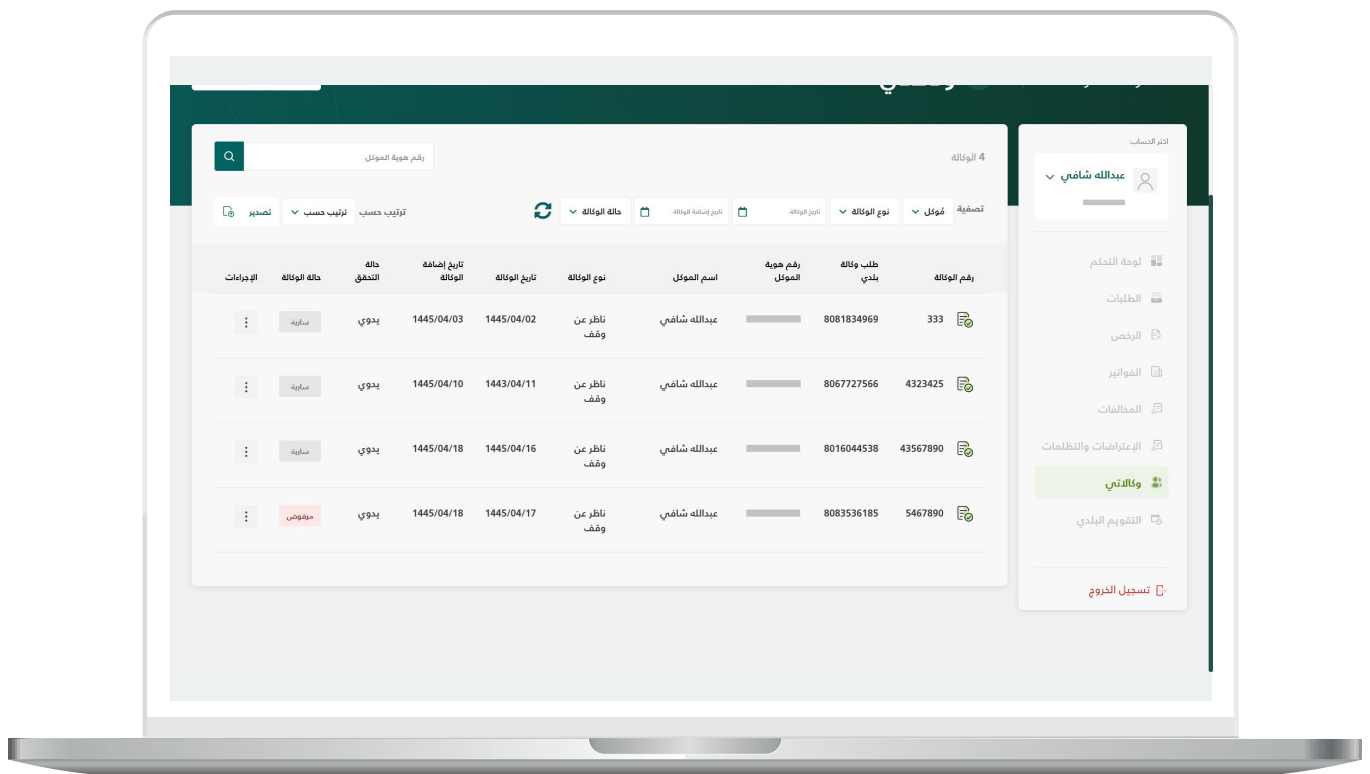 اختر الحساب:
عبدالله شافي
لوحة التحكم
الطلبات
الرخص
الفواتير
المخالفات
الإعتراضات والتظلمات
وكالاتي
التقويم البلدي
تسجيل الخروج
4 الوكالة
رقم هوية الموكل
تصفية
مُوكل
نوع الوكالة
تاريخ الوكالة
تاريخ إضافة الوكالة
حالة الوكالة
ترتيب حسب
ترتيب حسب
تصدير
رقم الوكالة
طلب وكالة بلدي
رقم هوية الموكل
اسم الموكل
نوع الوكالة
تاريخ الوكالة
تاريخ إضافة الوكالة
حالة التحقق
حالة الوكالة
الإجراءات
333 8081834969 عبدالله شافي ناظر عن وقف 1445/04/02 1445/04/03 يدوي سارية
4323425 8067727566 عبدالله شافي ناظر عن وقف 1443/04/11 1445/04/10 يدوي سارية
43567890 8016044538 عبدالله شافي ناظر عن وقف 1445/04/16 1445/04/18 يدوي سارية
5467890 8083536185 عبدالله شافي ناظر عن وقف 1445/04/17 1445/04/18 يدوي مرفوض